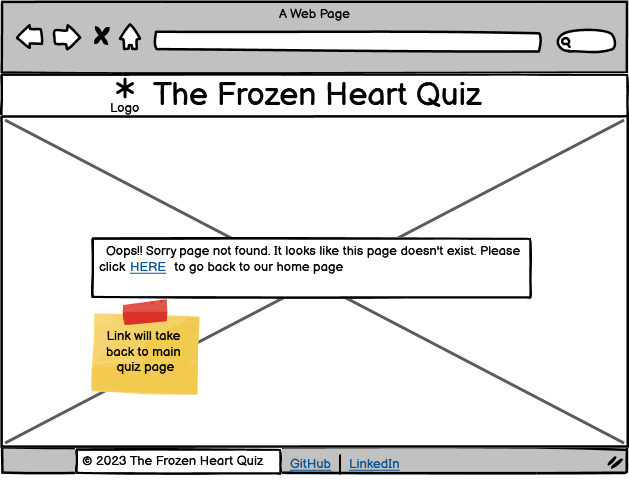 A Web Page
Logo
The Frozen Heart Quiz
Oops!! Sorry page not found. It looks like this page doesn't exist. Please
click HERE to go back to our home page
Link will take
back to main
quiz page
© 2023 The Frozen Heart Quiz
GitHub
LinkedIn